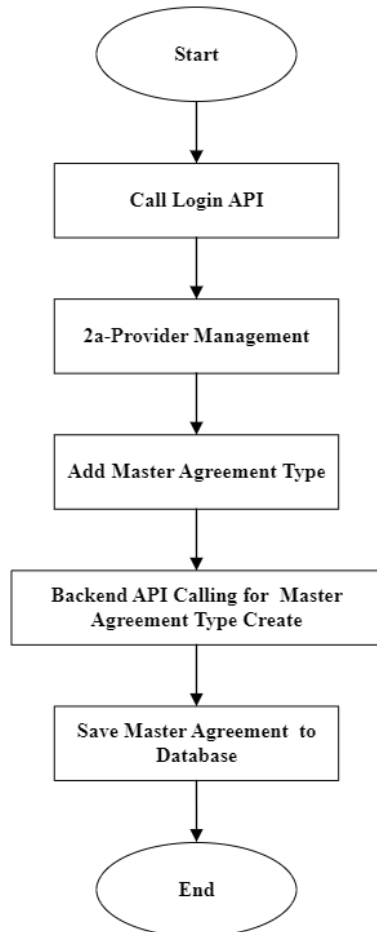 Start
Call Login API
2a-Provider Management
Add Master Agreement Type
Backend API Calling for  Master
Agreement Type Create
Save Master Agreement  to
Database
End